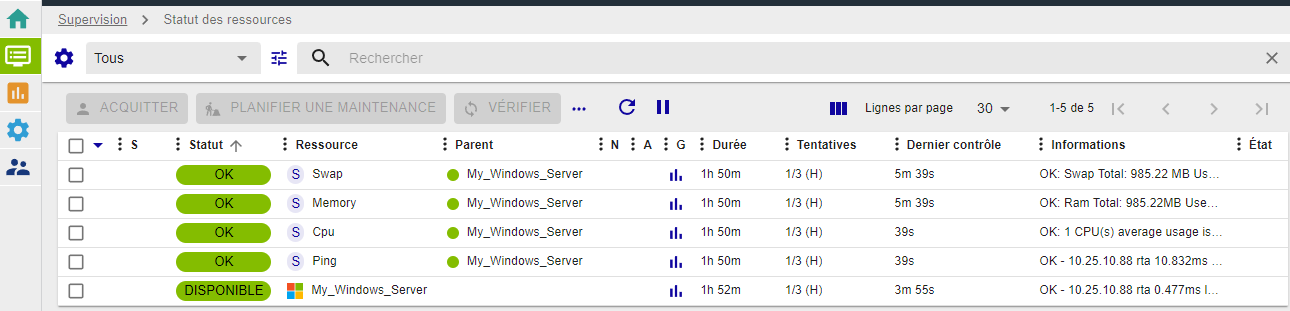 Supervision > Statut des ressources
Tous Rechercher
ACQUITTER PLANIFIER UNE MAINTENANCE VÉRIFIER ... Lignes par page 30 1-5 de 5
S Statut Ressource Parent N A G Durée Tentatives Dernier contrôle Informations État
OK S Swap My_Windows_Server 1h 50m 1/3 (H) 5m 39s OK: Swap Total: 985.22 MB Us...
OK S Memory My_Windows_Server 1h 50m 1/3 (H) 5m 39s OK: Ram Total: 985.22MB Use...
OK S Cpu My_Windows_Server 1h 50m 1/3 (H) 39s OK: 1 CPU(s) average usage is...
OK S Ping My_Windows_Server 1h 50m 1/3 (H) 39s OK - 10.25.10.88 rta 10.832ms ...
DISPONIBLE My_Windows_Server 1h 52m 1/3 (H) 3m 55s OK - 10.25.10.88 rta 0.477ms l...